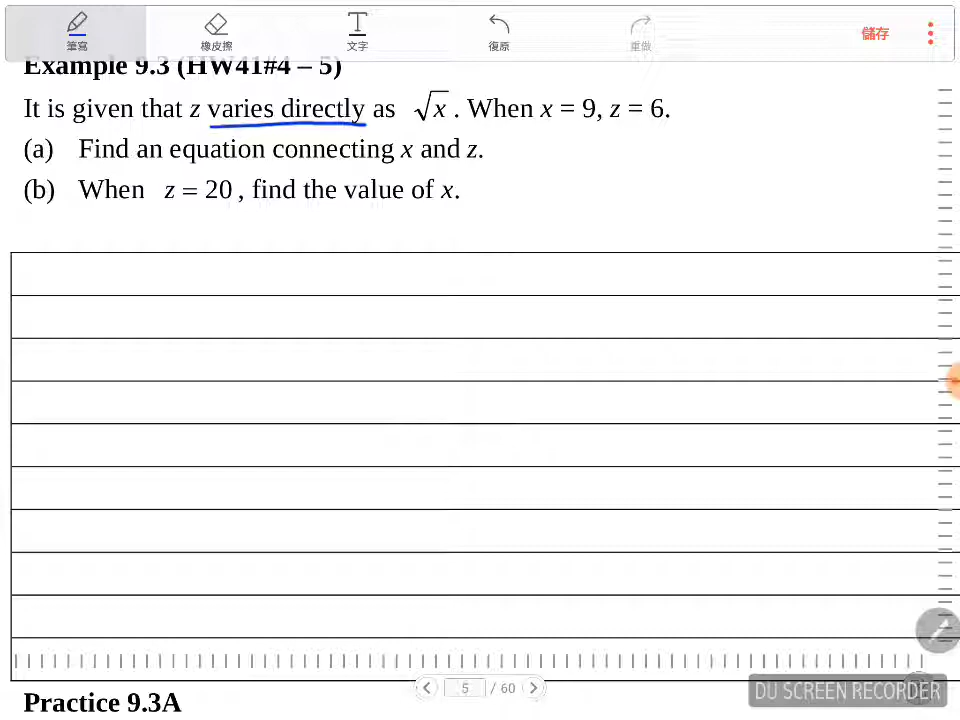 筆寫 橡皮擦 文字 復原 重做 儲存
Example 9.3 (HW41#4 – 5)
It is given that z varies directly as √x . When x = 9, z = 6.
(a) Find an equation connecting x and z.
(b) When z = 20 , find the value of x.
5 / 60
DU SCREEN RECORDER
Practice 9.3A